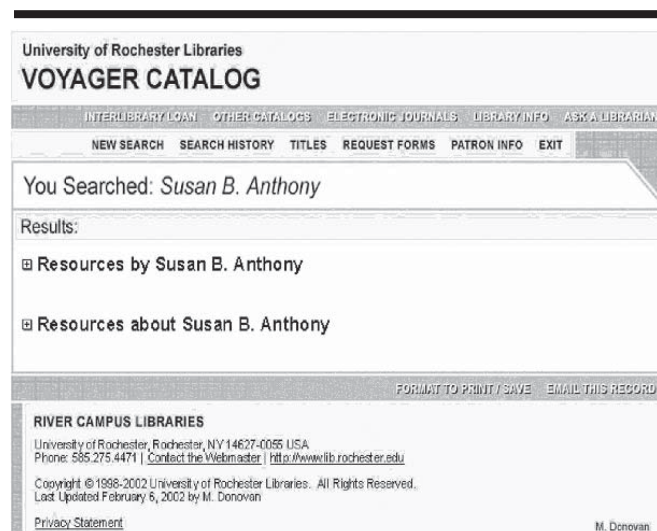 University of Rochester Libraries
VOYAGER CATALOG
INTERLIBRARY LOAN OTHER CATALOGS ELECTRONIC JOURNALS LIBRARY INFO ASK A LIBRARIAN
NEW SEARCH SEARCH HISTORY TITLES REQUEST FORMS PATRON INFO EXIT
You Searched: Susan B. Anthony
Results:
⊞ Resources by Susan B. Anthony
⊞ Resources about Susan B. Anthony
FORMAT TO PRINT / SAVE EMAIL THIS RECORD
RIVER CAMPUS LIBRARIES
University of Rochester, Rochester, NY 14627-0055 USA
Phone: 585.275.4471 | Contact the Webmaster | http://www.lib.rochester.edu
Copyright © 1998-2002 University of Rochester Libraries. All Rights Reserved.
Last Updated February 6, 2002 by M. Donovan
Privacy Statement
M. Donovan